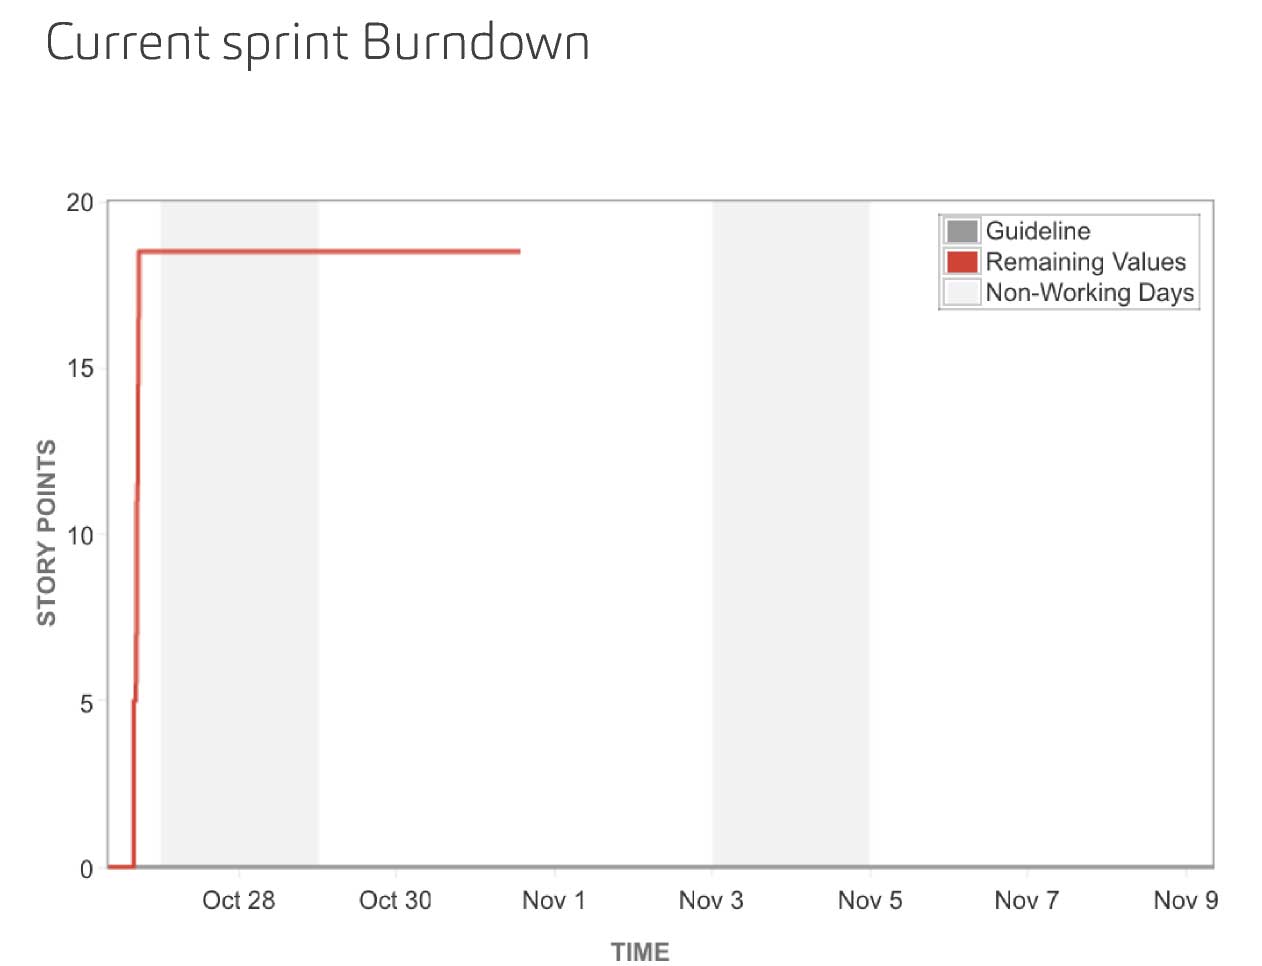 Current sprint Burndown
20
15
10
5
0
STORY POINTS
Guideline
Remaining Values
Non-Working Days
Oct 28
Oct 30
Nov 1
Nov 3
Nov 5
Nov 7
Nov 9
TIME